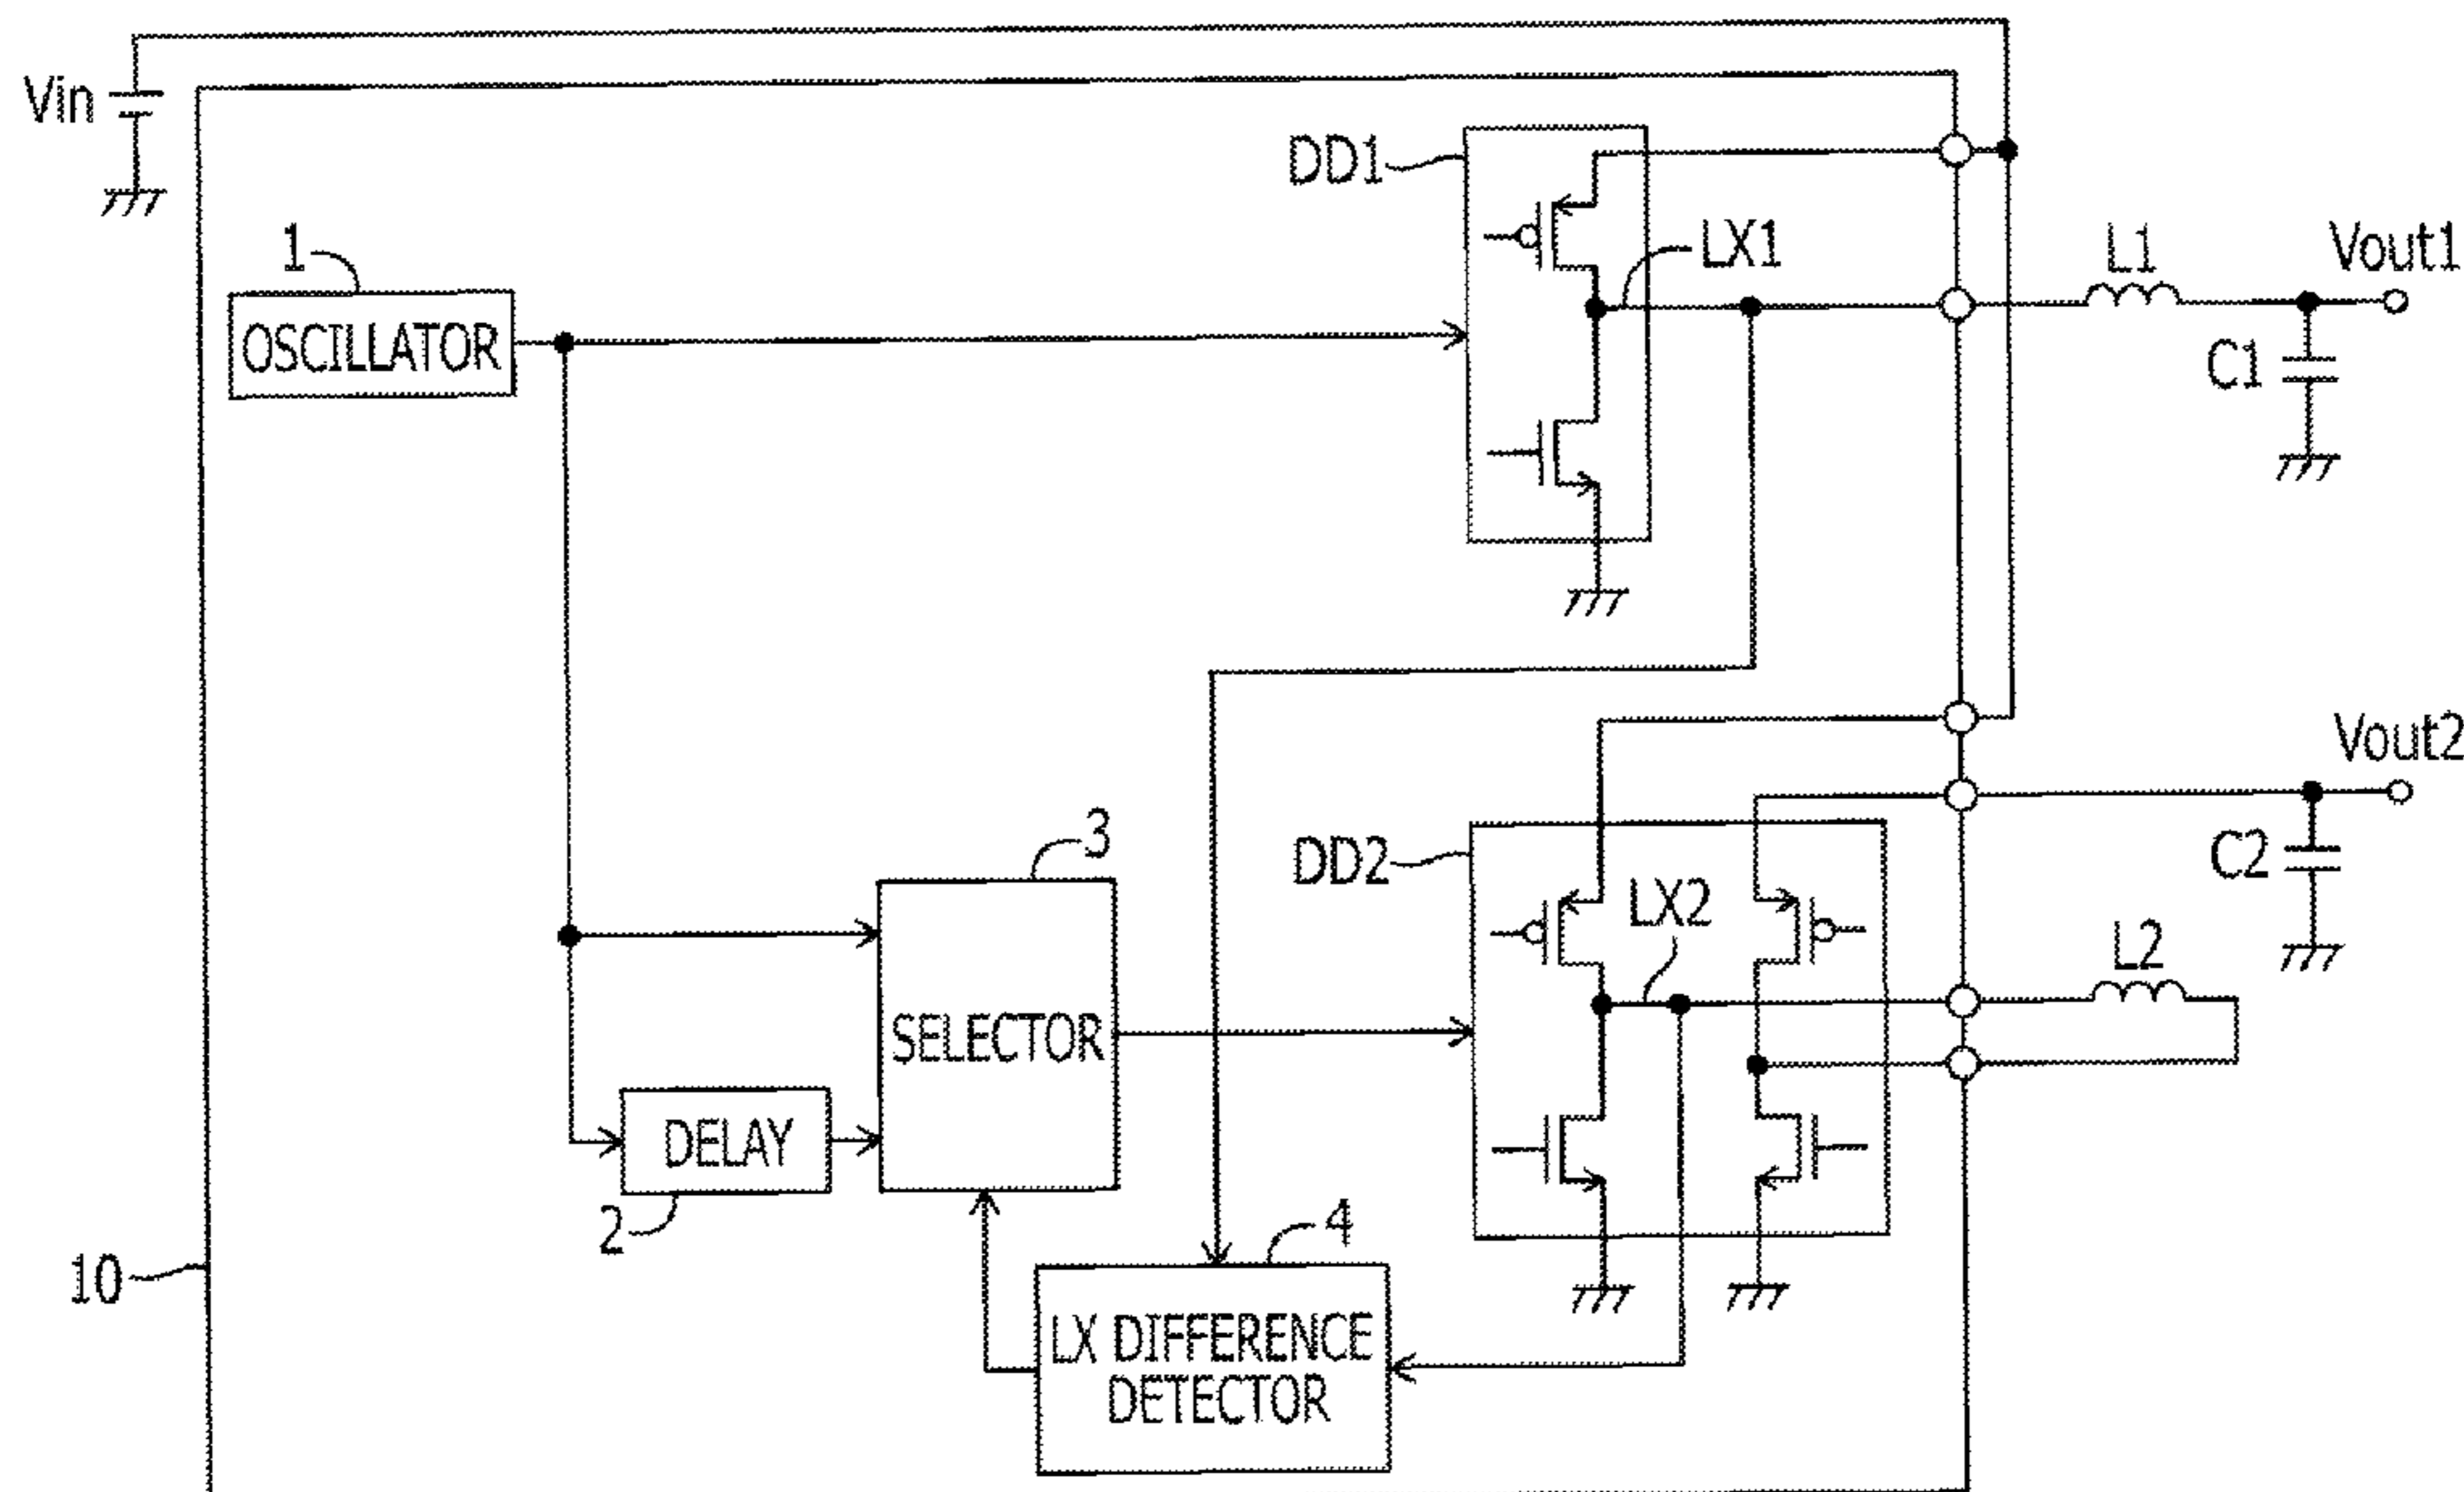 Vin
DD1
LX1
L1
Vout1
1
OSCILLATOR
C1
Vout2
3
DD2
LX2
C2
L2
SELECTOR
DELAY
2
4
10
LX DIFFERENCE
DETECTOR